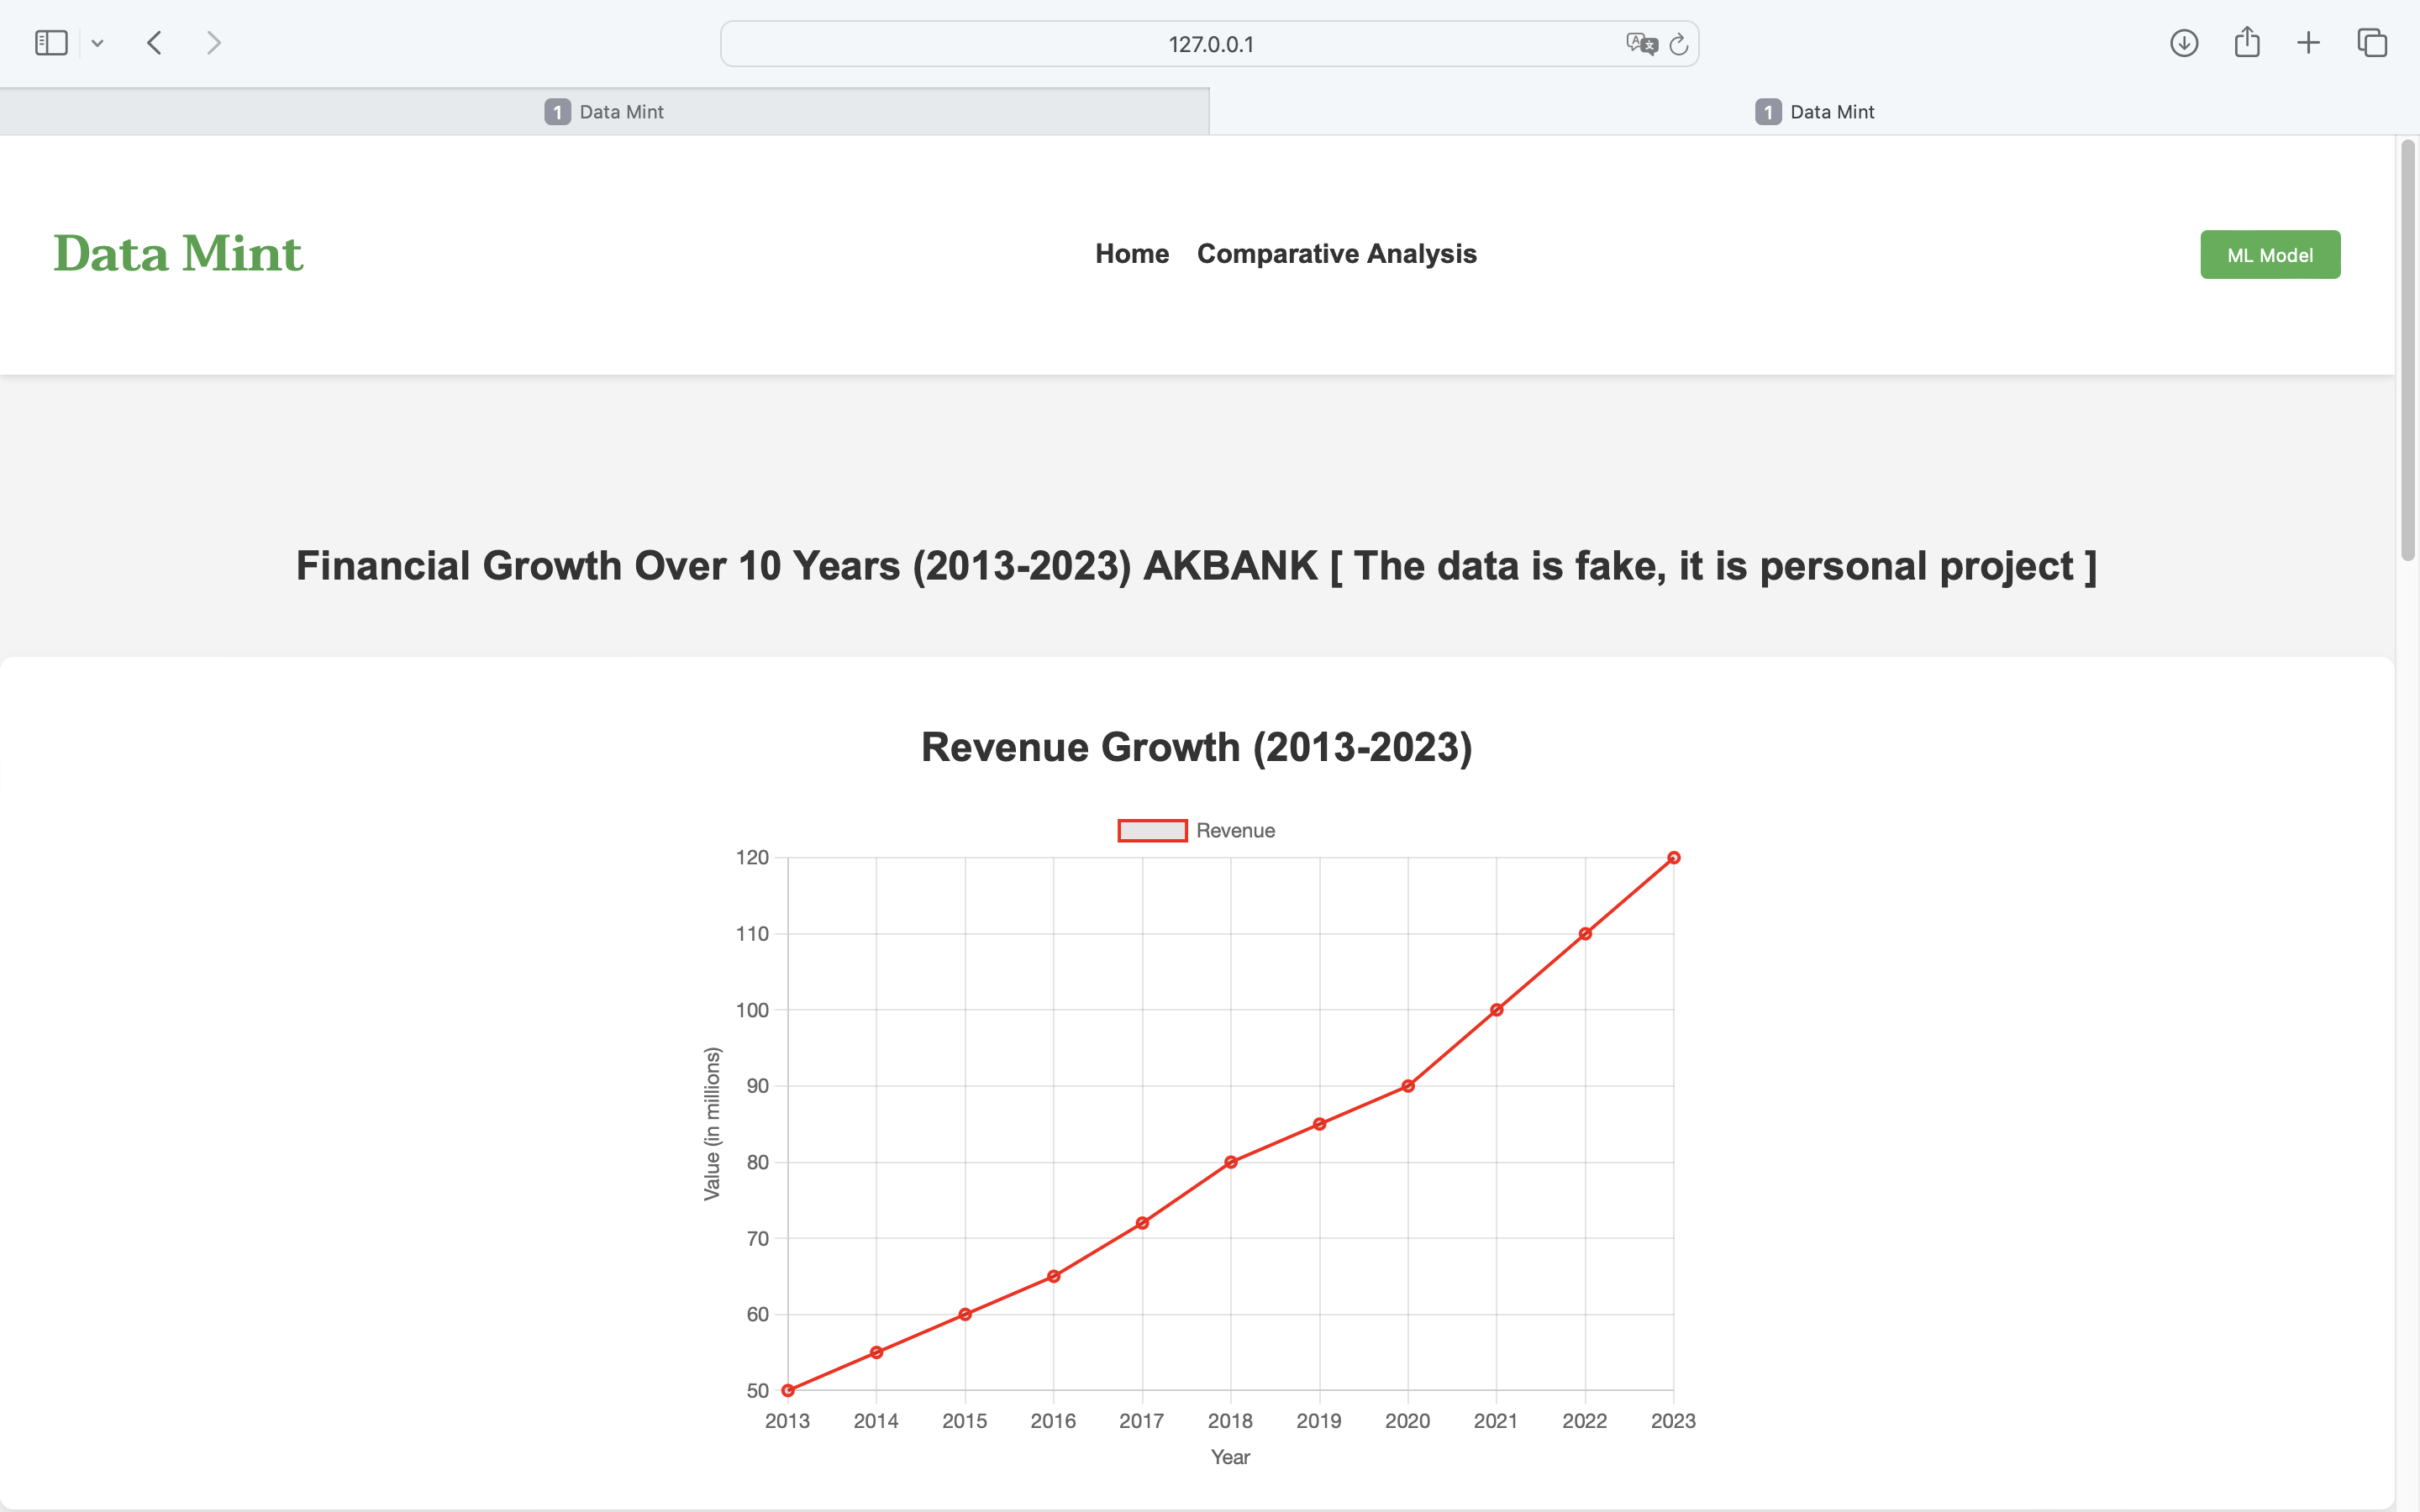 127.0.0.1
1 Data Mint
1 Data Mint
Data Mint
Home
Comparative Analysis
ML Model
Financial Growth Over 10 Years (2013-2023) AKBANK [ The data is fake, it is personal project ]
Revenue Growth (2013-2023)
Revenue
120
110
100
90
80
70
60
50
Value (in millions)
2013 2014 2015 2016 2017 2018 2019 2020 2021 2022 2023
Year